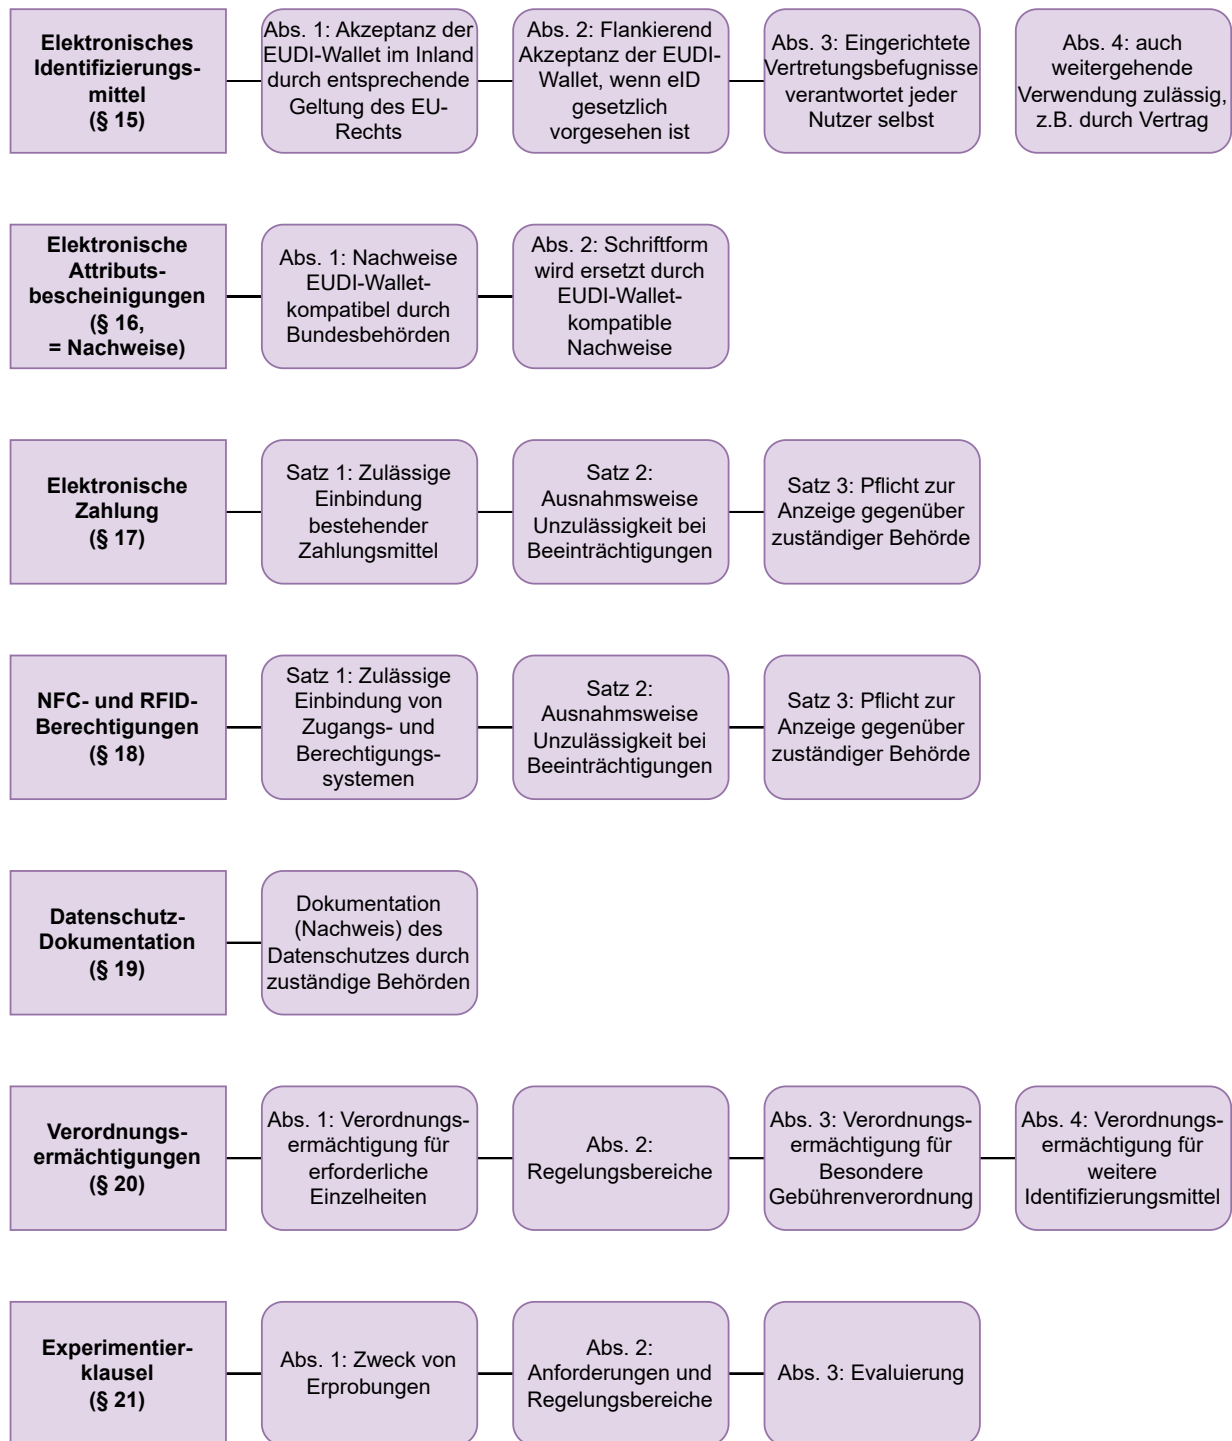 Elektronisches
Identifizierungs-
mittel
(§ 15)
Abs. 1: Akzeptanz der
EUDI-Wallet im Inland
durch entsprechende
Geltung des EU-
Rechts
Abs. 2: Flankierend
Akzeptanz der EUDI-
Wallet, wenn eID
gesetzlich
vorgesehen ist
Abs. 3: Eingerichtete
Vertretungsbefugnisse
verantwortet jeder
Nutzer selbst
Abs. 4: auch
weitergehende
Verwendung zulässig,
z.B. durch Vertrag
Elektronische
Attributs-
bescheinigungen
(§ 16,
= Nachweise)
Abs. 1: Nachweise
EUDI-Wallet-
kompatibel durch
Bundesbehörden
Abs. 2: Schriftform
wird ersetzt durch
EUDI-Wallet-
kompatible
Nachweise
Elektronische
Zahlung
(§ 17)
Satz 1: Zulässige
Einbindung
bestehender
Zahlungsmittel
Satz 2:
Ausnahmsweise
Unzulässigkeit bei
Beeinträchtigungen
Satz 3: Pflicht zur
Anzeige gegenüber
zuständiger Behörde
NFC- und RFID-
Berechtigungen
(§ 18)
Satz 1: Zulässige
Einbindung von
Zugangs- und
Berechtigungs-
systemen
Satz 2:
Ausnahmsweise
Unzulässigkeit bei
Beeinträchtigungen
Satz 3: Pflicht zur
Anzeige gegenüber
zuständiger Behörde
Datenschutz-
Dokumentation
(§ 19)
Dokumentation
(Nachweis) des
Datenschutzes durch
zuständige Behörden
Verordnungs-
ermächtigungen
(§ 20)
Abs. 1: Verordnungs-
ermächtigung für
erforderliche
Einzelheiten
Abs. 2:
Regelungsbereiche
Abs. 3: Verordnungs-
ermächtigung für
Besondere
Gebührenverordnung
Abs. 4: Verordnungs-
ermächtigung für
weitere
Identifizierungsmittel
Experimentier-
klausel
(§ 21)
Abs. 1: Zweck von
Erprobungen
Abs. 2:
Anforderungen und
Regelungsbereiche
Abs. 3: Evaluierung